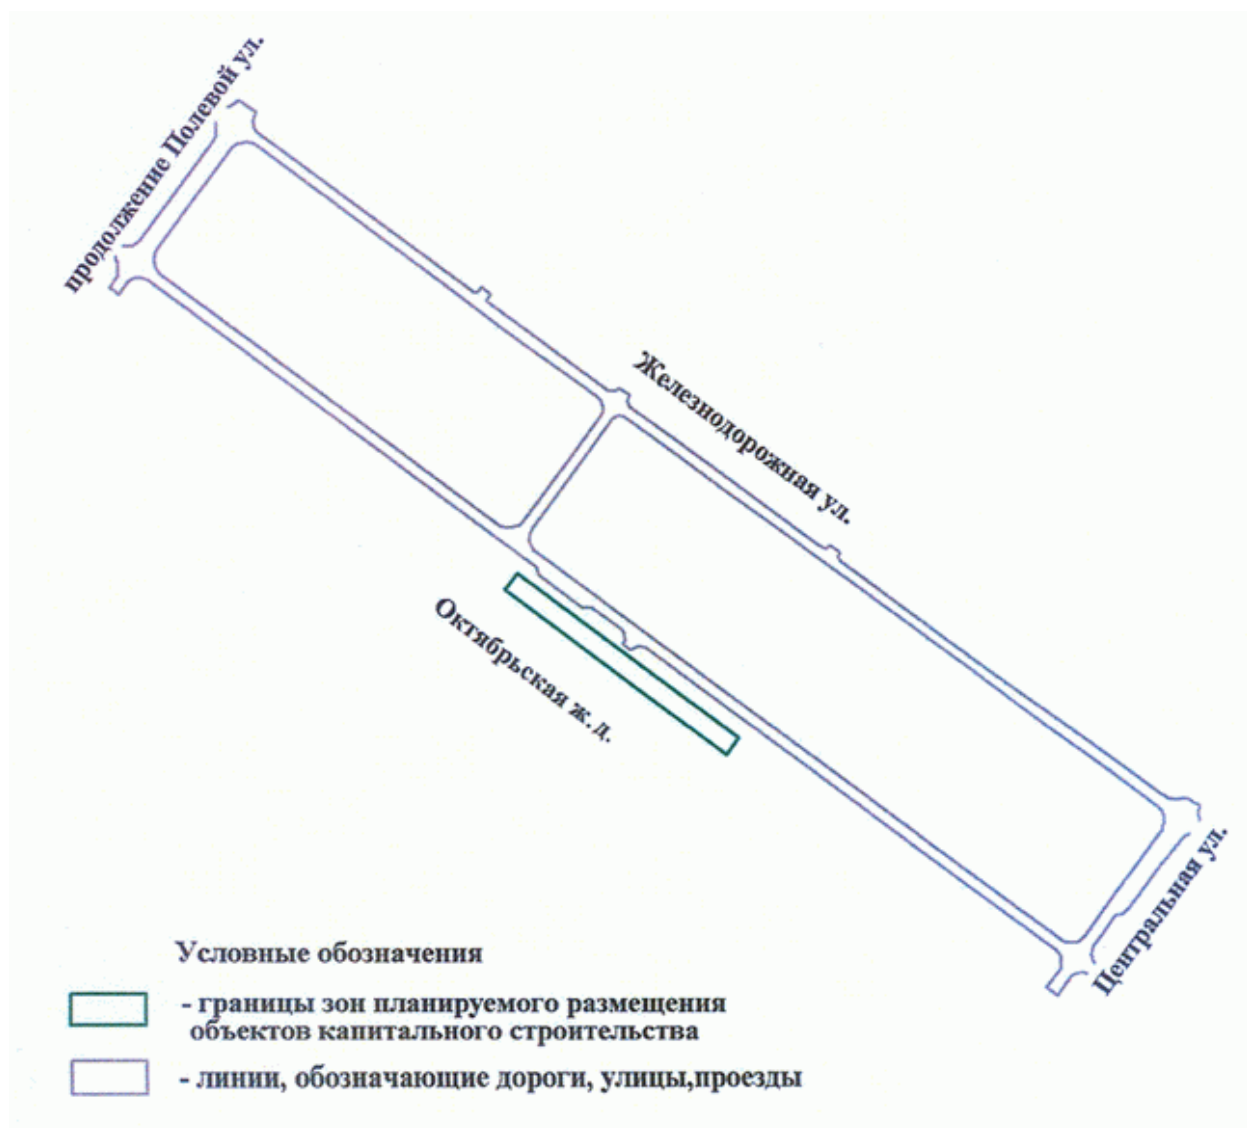 продолжение Полевой ул.
Железнодорожная ул.
Октябрьская ж.д.
Центральная ул.
Условные обозначения
- границы зон планируемого размещения
объектов капитального строительства
- линии, обозначающие дороги, улицы,проезды